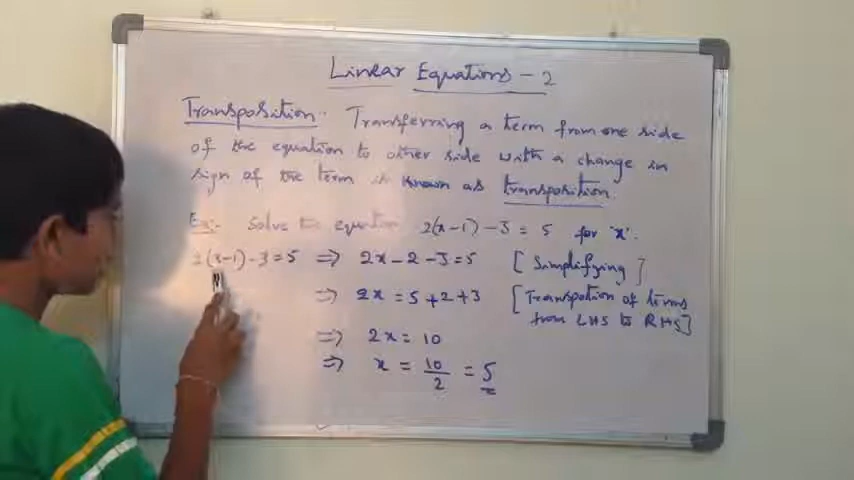 Linear Equations - 2
Transposition:- Transferring a term from one side
of the equation to other side with a change in
sign of the term is known as transposition.
Ex:- Solve the equation 2(x-1) - 3 = 5 for 'x'.
2(x-1) - 3 = 5 ⇒ 2x - 2 - 3 = 5 [Simplifying]
⇒ 2x = 5 + 2 + 3 [Transpotion of terms
from LHS to RHS]
⇒ 2x = 10
⇒ x = 10/2 = 5